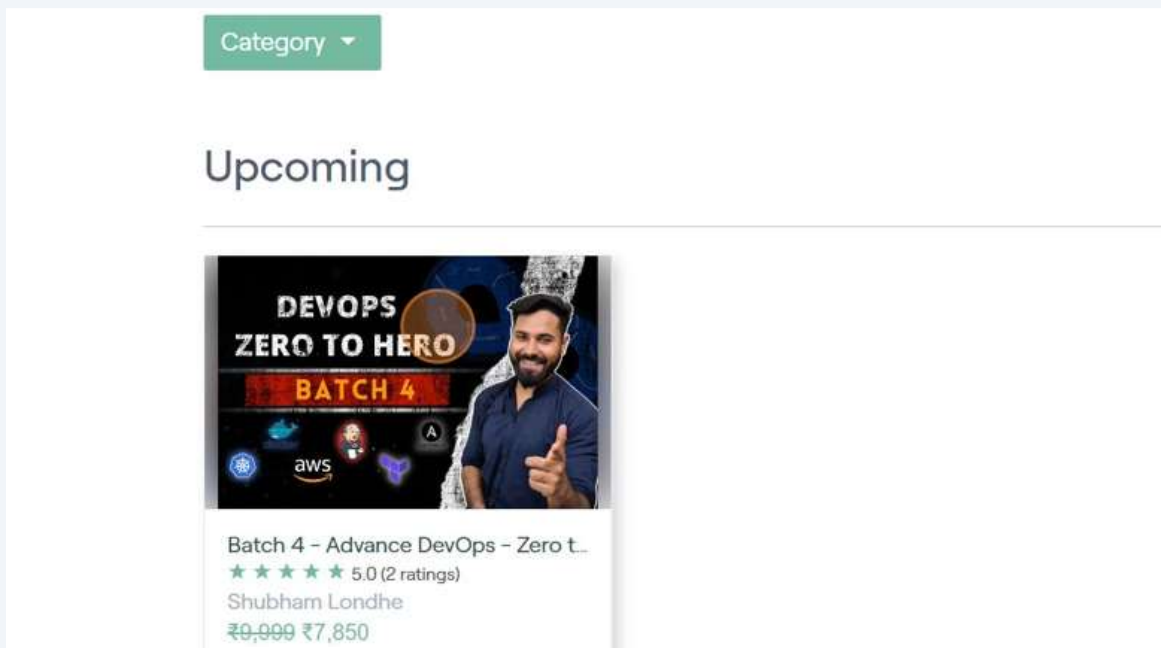 Category
Upcoming
DEVOPS
ZERO TO HERO
BATCH 4
A
aws
Batch 4 - Advance DevOps - Zero t...
5.0 (2 ratings)
Shubham Londhe
₹9,999 ₹7,850